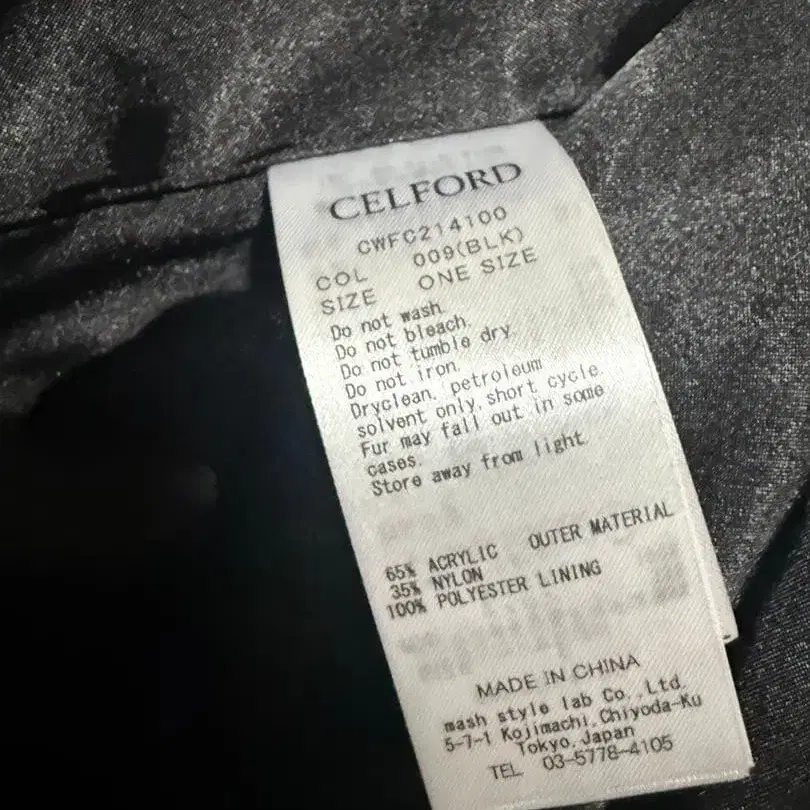 CELFORD
CWFC214100
COL 009(BLK)
SIZE ONE SIZE
Do not wash.
Do not bleach.
Do not tumble dry.
Do not iron.
Dryclean, petroleum
solvent only,short cycle.
Fur may fall out in some
cases.
Store away from light.
65% ACRYLIC OUTER MATERIAL
35% NYLON
100% POLYESTER LINING
MADE IN CHINA
mash style lab Co.,Ltd.
5-7-1 Kojimachi,Chiyoda-Ku
Tokyo,Japan
TEL 03-5778-4105